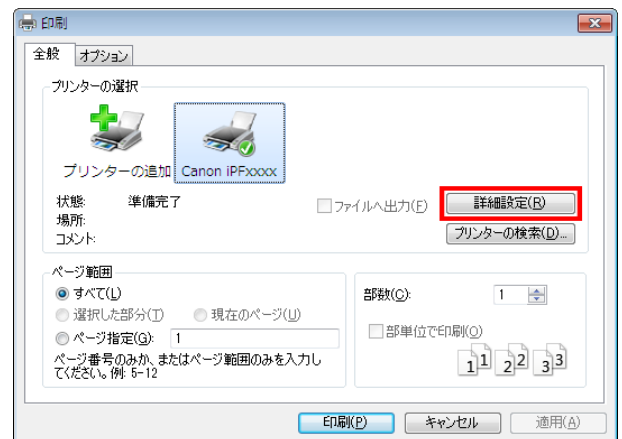 印刷
全般 オプション
プリンターの選択
プリンターの追加 Canon iPFxxxx
状態: 準備完了
ファイルへ出力(F) 詳細設定(R)
場所:
コメント: プリンターの検索(D)...
ページ範囲
すべて(L)
選択した部分(T) 現在のページ(U)
ページ指定(G): 1
ページ番号のみか、またはページ範囲のみを入力し
てください。例: 5-12
部数(C): 1
部単位で印刷(O)
1 1 2 2 3 3
印刷(P) キャンセル 適用(A)